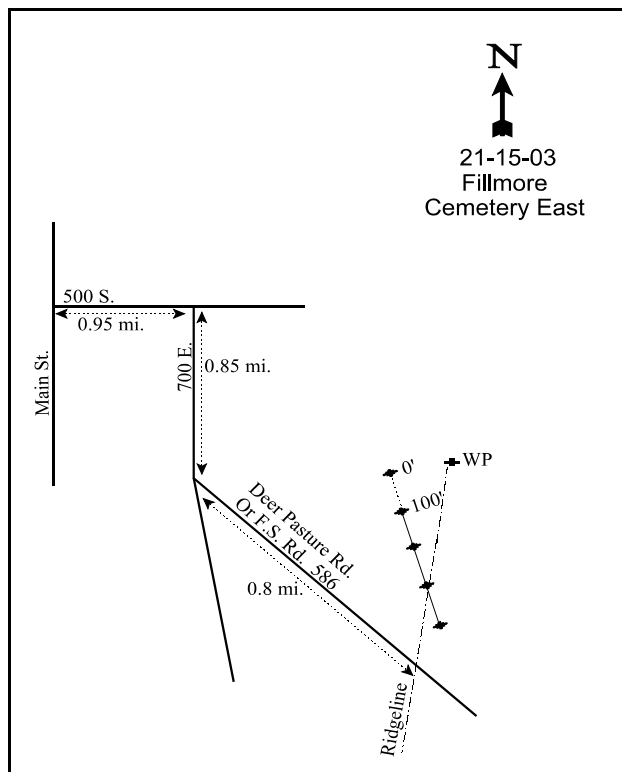 N
21-15-03
Fillmore
Cemetery East
500 S.
0.95 mi.
Main St.
700 E.
0.85 mi.
0'
WP
100'
Deer Pasture Rd.
Or F.S. Rd. 586
0.8 mi.
Ridgeline